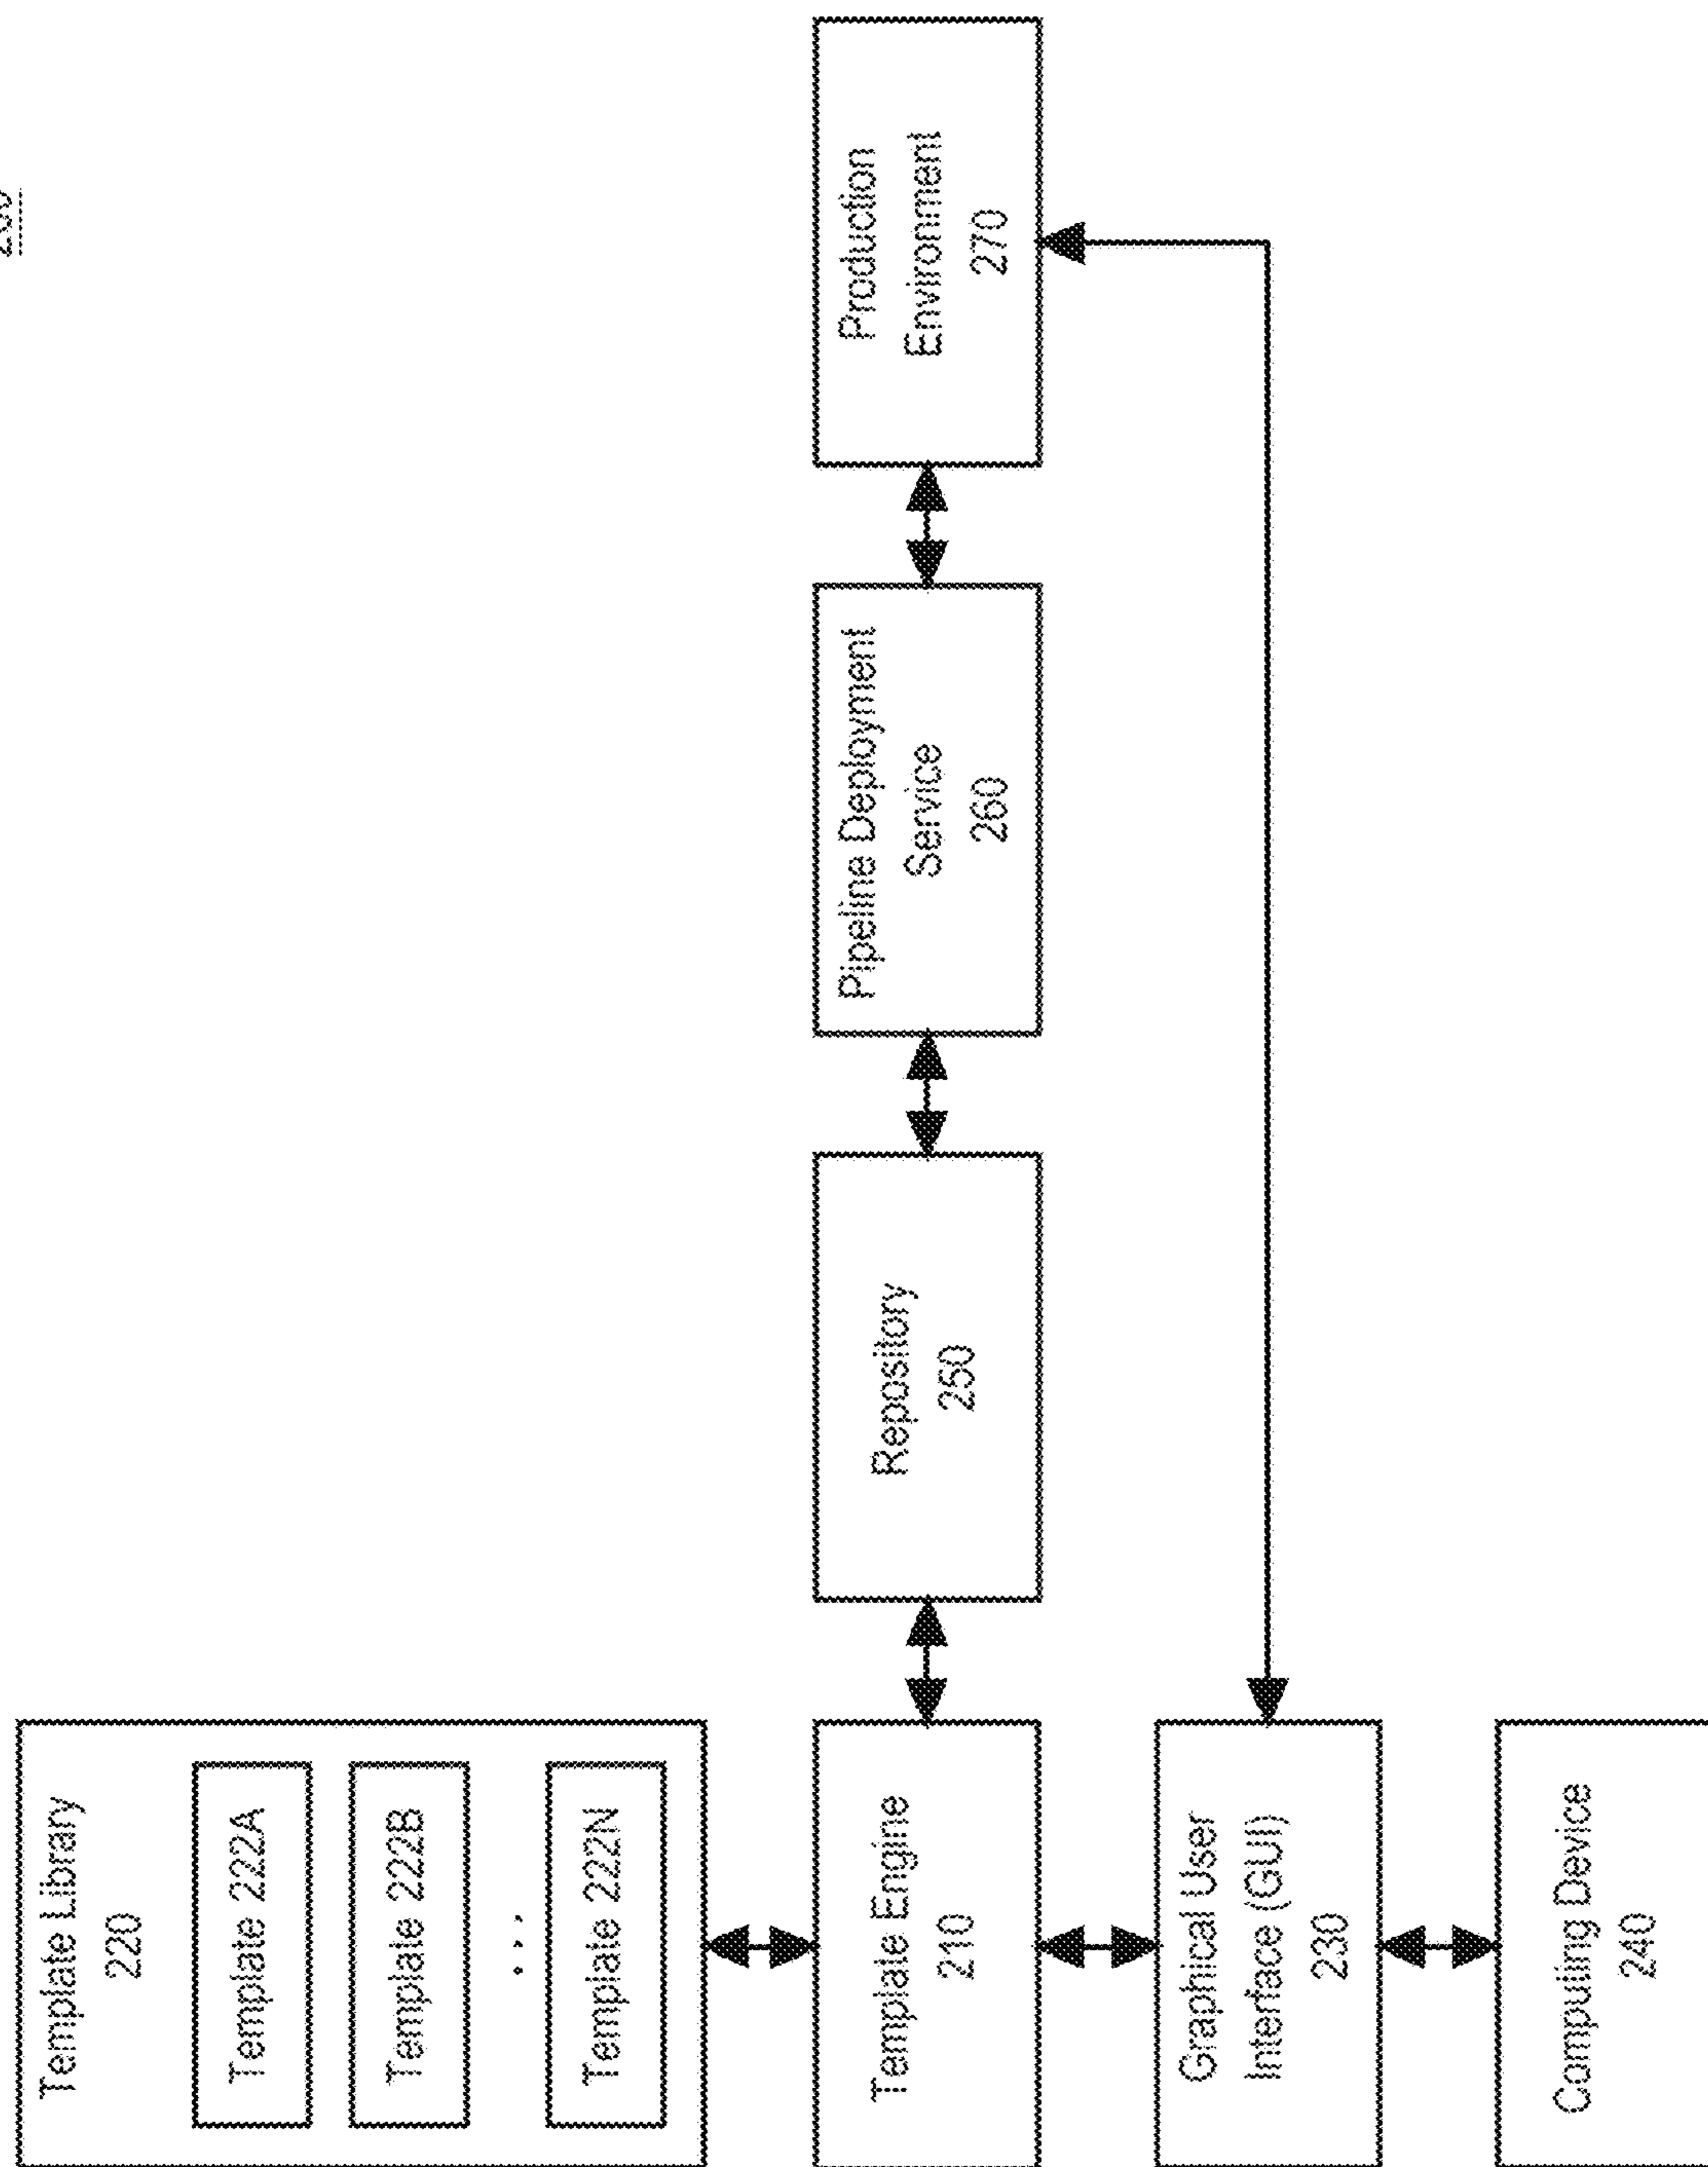 Template Library
220
Template 222A
Template 222B
...
Template 222N
Template Engine
210
Repository
250
Pipeline Deployment
Service
260
Production
Environment
270
Graphical User
Interface (GUI)
230
Computing Device
240